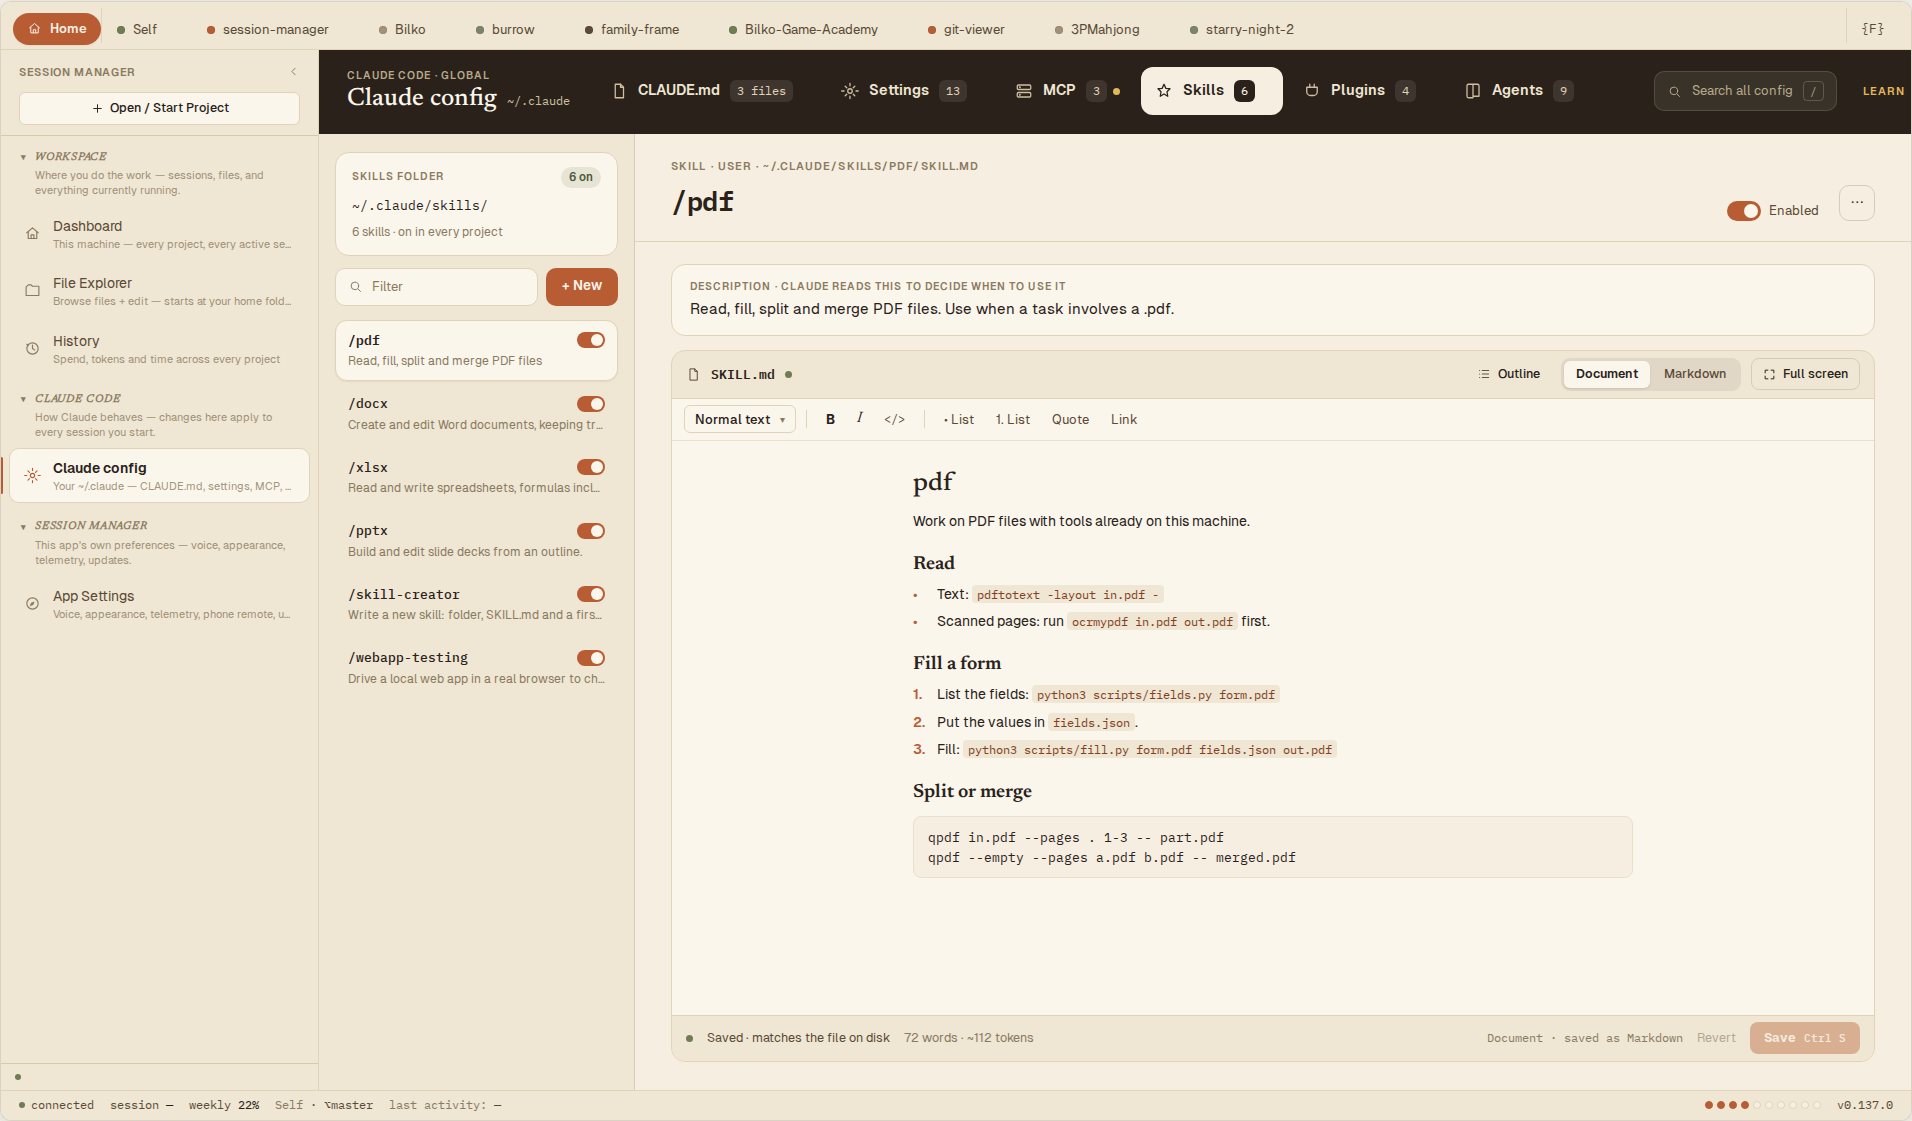 Home
Self
session-manager
Bilko
burrow
family-frame
Bilko-Game-Academy
git-viewer
3PMahjong
starry-night-2
{F}
SESSION MANAGER
+ Open / Start Project
WORKSPACE
Where you do the work — sessions, files, and
everything currently running.
Dashboard
This machine — every project, every active se...
File Explorer
Browse files + edit — starts at your home fold...
History
Spend, tokens and time across every project
CLAUDE CODE
How Claude behaves — changes here apply to
every session you start.
Claude config
Your ~/.claude — CLAUDE.md, settings, MCP, ...
SESSION MANAGER
This app's own preferences — voice, appearance,
telemetry, updates.
App Settings
Voice, appearance, telemetry, phone remote, u...
CLAUDE CODE · GLOBAL
Claude config ~/.claude
CLAUDE.md 3 files
Settings 13
MCP 3
Skills 6
Plugins 4
Agents 9
Search all config /
LEARN
SKILLS FOLDER 6 on
~/.claude/skills/
6 skills · on in every project
Filter
+ New
/pdf
Read, fill, split and merge PDF files
/docx
Create and edit Word documents, keeping tr...
/xlsx
Read and write spreadsheets, formulas incl...
/pptx
Build and edit slide decks from an outline.
/skill-creator
Write a new skill: folder, SKILL.md and a firs...
/webapp-testing
Drive a local web app in a real browser to ch...
SKILL · USER · ~/.CLAUDE/SKILLS/PDF/SKILL.MD
/pdf
Enabled
...
DESCRIPTION · CLAUDE READS THIS TO DECIDE WHEN TO USE IT
Read, fill, split and merge PDF files. Use when a task involves a .pdf.
SKILL.md
Outline
Document
Markdown
Full screen
Normal text
B
I
</>
• List
1. List
Quote
Link
pdf
Work on PDF files with tools already on this machine.
Read
• Text: pdftotext -layout in.pdf -
• Scanned pages: run ocrmypdf in.pdf out.pdf first.
Fill a form
1. List the fields: python3 scripts/fields.py form.pdf
2. Put the values in fields.json.
3. Fill: python3 scripts/fill.py form.pdf fields.json out.pdf
Split or merge
qpdf in.pdf --pages . 1-3 -- part.pdf
qpdf --empty --pages a.pdf b.pdf -- merged.pdf
Saved · matches the file on disk
72 words · ~112 tokens
Document · saved as Markdown
Revert
Save Ctrl S
connected
session —
weekly 22%
Self · ⌥master
last activity: —
v0.137.0